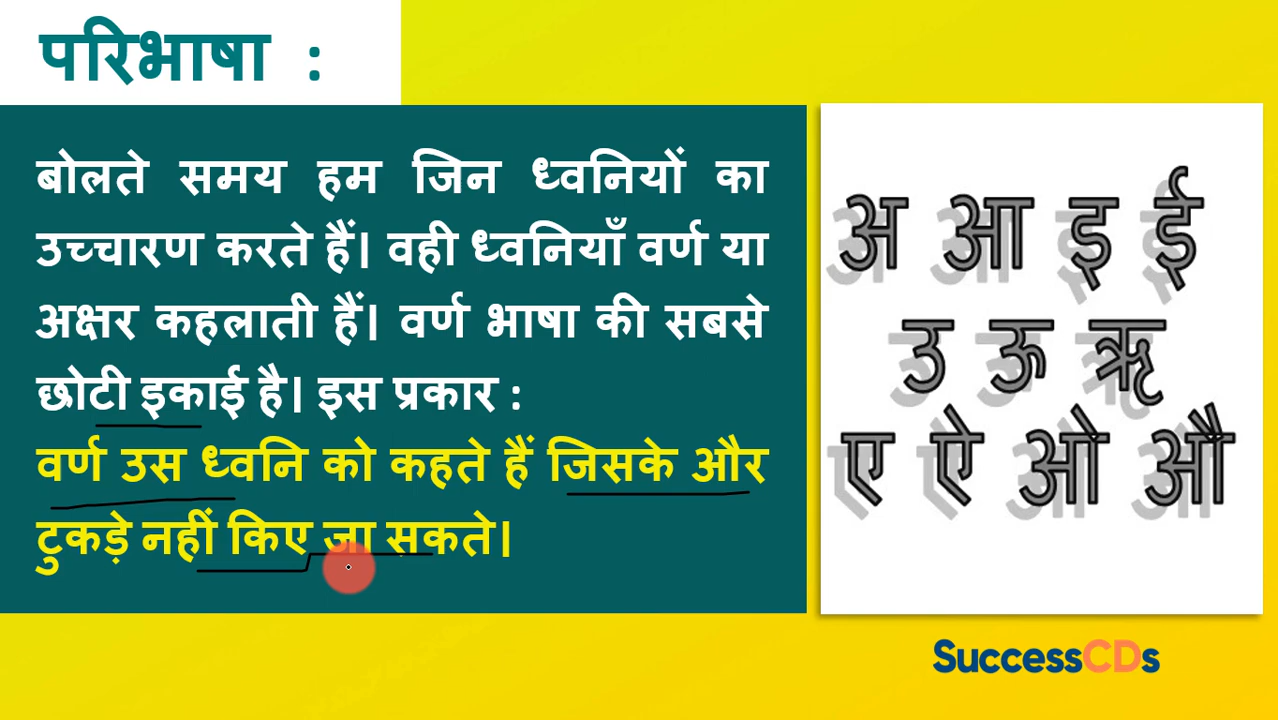 परिभाषा :
बोलते समय हम जिन ध्वनियों का
उच्चारण करते हैं। वही ध्वनियाँ वर्ण या
अक्षर कहलाती हैं। वर्ण भाषा की सबसे
छोटी इकाई है। इस प्रकार :
वर्ण उस ध्वनि को कहते हैं जिसके और
टुकड़े नहीं किए जा सकते।
अ आ इ ई
उ ऊ ऋ
ए ऐ ओ औ
SuccessCDs